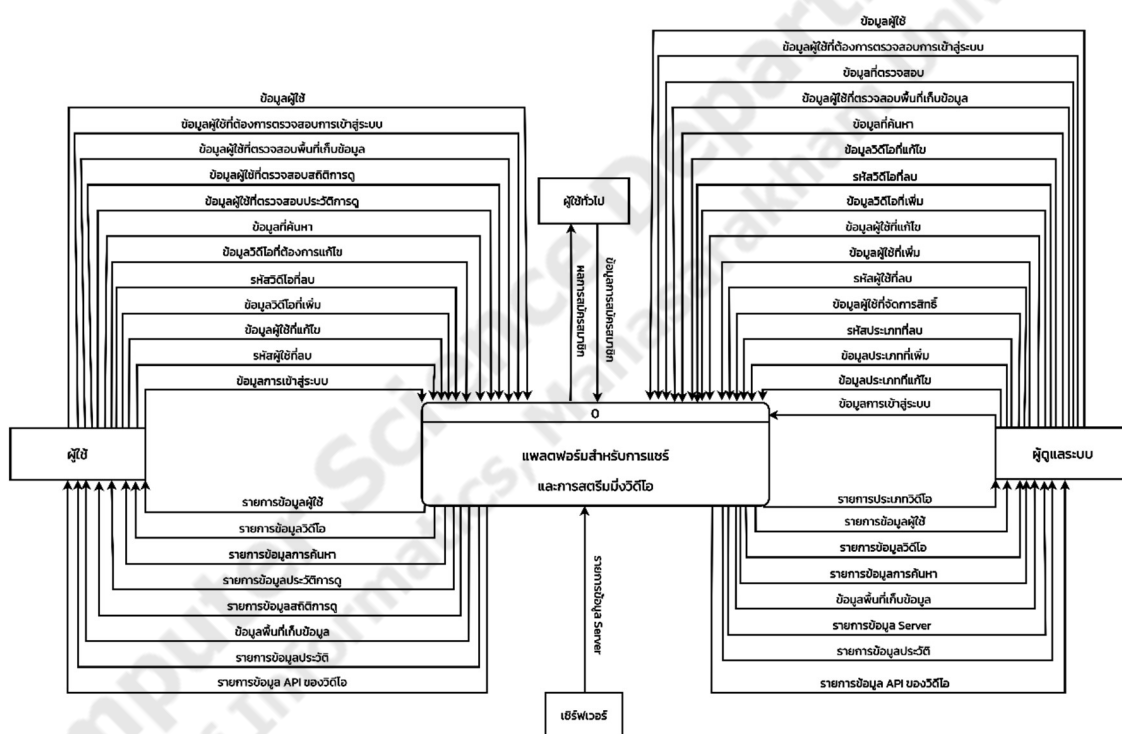 ข้อมูลผู้ใช้
ข้อมูลผู้ใช้ที่ต้องการตรวจสอบการเข้าสู่ระบบ
ข้อมูลผู้ใช้ที่ตรวจสอบพื้นที่เก็บข้อมูล
ข้อมูลผู้ใช้ที่ตรวจสอบสถิติการดู
ข้อมูลผู้ใช้ที่ตรวจสอบประวัติการดู
ข้อมูลที่ค้นหา
ข้อมูลวิดีโอที่ต้องการแก้ไข
รหัสวิดีโอที่ลบ
ข้อมูลวิดีโอที่เพิ่ม
ข้อมูลผู้ใช้ที่แก้ไข
รหัสผู้ใช้ที่ลบ
ข้อมูลการเข้าสู่ระบบ
ผู้ใช้
รายการข้อมูลผู้ใช้
รายการข้อมูลวิดีโอ
รายการข้อมูลการค้นหา
รายการข้อมูลประวัติการดู
รายการข้อมูลสถิติการดู
ข้อมูลพื้นที่เก็บข้อมูล
รายการข้อมูลประวัติ
รายการข้อมูล API ของวิดีโอ
ผู้ใช้ทั่วไป
ผลการสมัครสมาชิก
ข้อมูลการสมัครสมาชิก
0
แพลตฟอร์มสำหรับการแชร์
และการสตรีมมิ่งวิดีโอ
รายการข้อมูล Server
เซิร์ฟเวอร์
ข้อมูลผู้ใช้
ข้อมูลผู้ใช้ที่ต้องการตรวจสอบการเข้าสู่ระบบ
ข้อมูลที่ตรวจสอบ
ข้อมูลผู้ใช้ที่ตรวจสอบพื้นที่เก็บข้อมูล
ข้อมูลที่ค้นหา
ข้อมูลวิดีโอที่แก้ไข
รหัสวิดีโอที่ลบ
ข้อมูลวิดีโอที่เพิ่ม
ข้อมูลผู้ใช้ที่แก้ไข
ข้อมูลผู้ใช้ที่เพิ่ม
รหัสผู้ใช้ที่ลบ
ข้อมูลผู้ใช้ที่จัดการสิทธิ์
รหัสประเภทที่ลบ
ข้อมูลประเภทที่เพิ่ม
ข้อมูลประเภทที่แก้ไข
ข้อมูลการเข้าสู่ระบบ
ผู้ดูแลระบบ
รายการประเภทวิดีโอ
รายการข้อมูลผู้ใช้
รายการข้อมูลวิดีโอ
รายการข้อมูลการค้นหา
ข้อมูลพื้นที่เก็บข้อมูล
รายการข้อมูล Server
รายการข้อมูลประวัติ
รายการข้อมูล API ของวิดีโอ